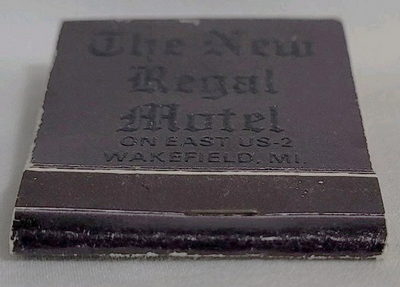 The New
Regal
Motel
ON EAST US-2
WAKEFIELD, MI.